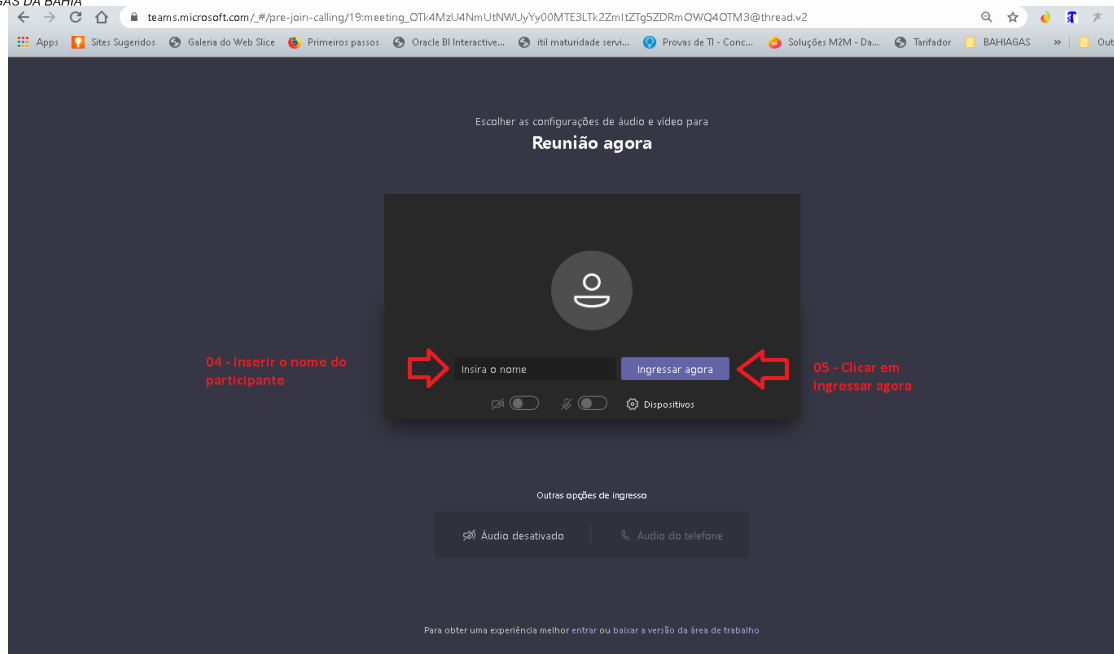 GÁS DA BAHIA
teams.microsoft.com/_#/pre-join-calling/19:meeting_OTk4MzU4NmUtNWUyYy00MTE3LTk2ZmItZTg5ZDRmOWQ4OTM3@thread.v2
Apps Sites Sugeridos Galeria do Web Slice Primeiros passos Oracle BI Interactive... itil maturidade servi... Provas de TI - Conc... Soluções M2M - Da... Tarifador BAHIAGAS » Out
Escolher as configurações de áudio e vídeo para
Reunião agora
04 - Inserir o nome do
participante
Insira o nome Ingressar agora
05 - Clicar em
Ingressar agora
Dispositivos
Outras opções de ingresso
Áudio desativado Áudio do telefone
Para obter uma experiência melhor entrar ou baixar a versão da área de trabalho